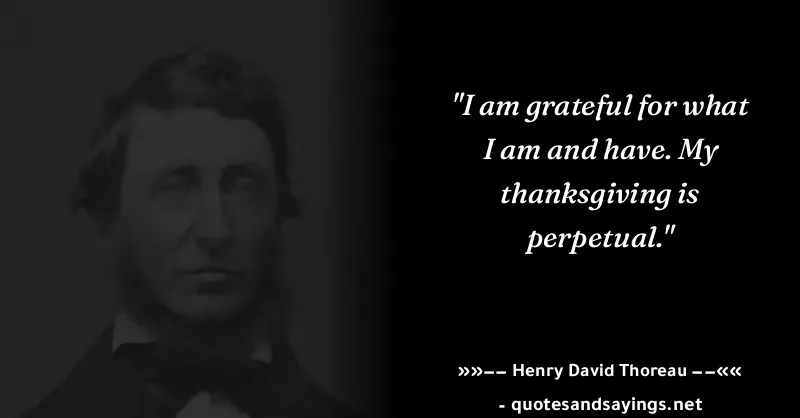 "I am grateful for what
I am and have. My
thanksgiving is
perpetual."
»»–– Henry David Thoreau ––««
- quotesandsayings.net